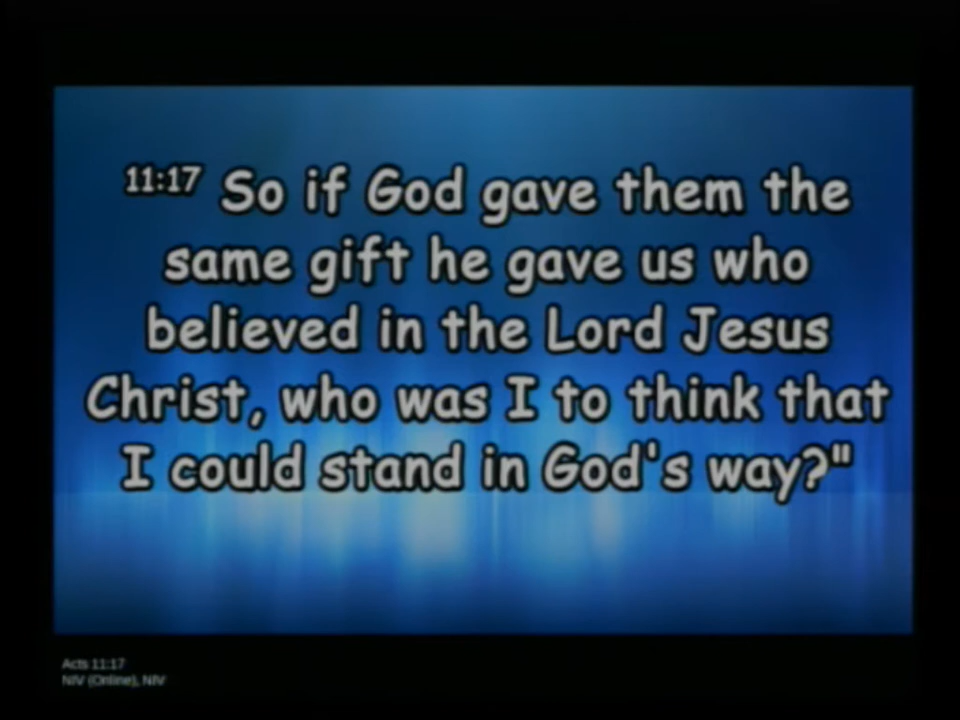 11:17 So if God gave them the
same gift he gave us who
believed in the Lord Jesus
Christ, who was I to think that
I could stand in God's way?"
Acts 11:17
NIV (Online), NIV